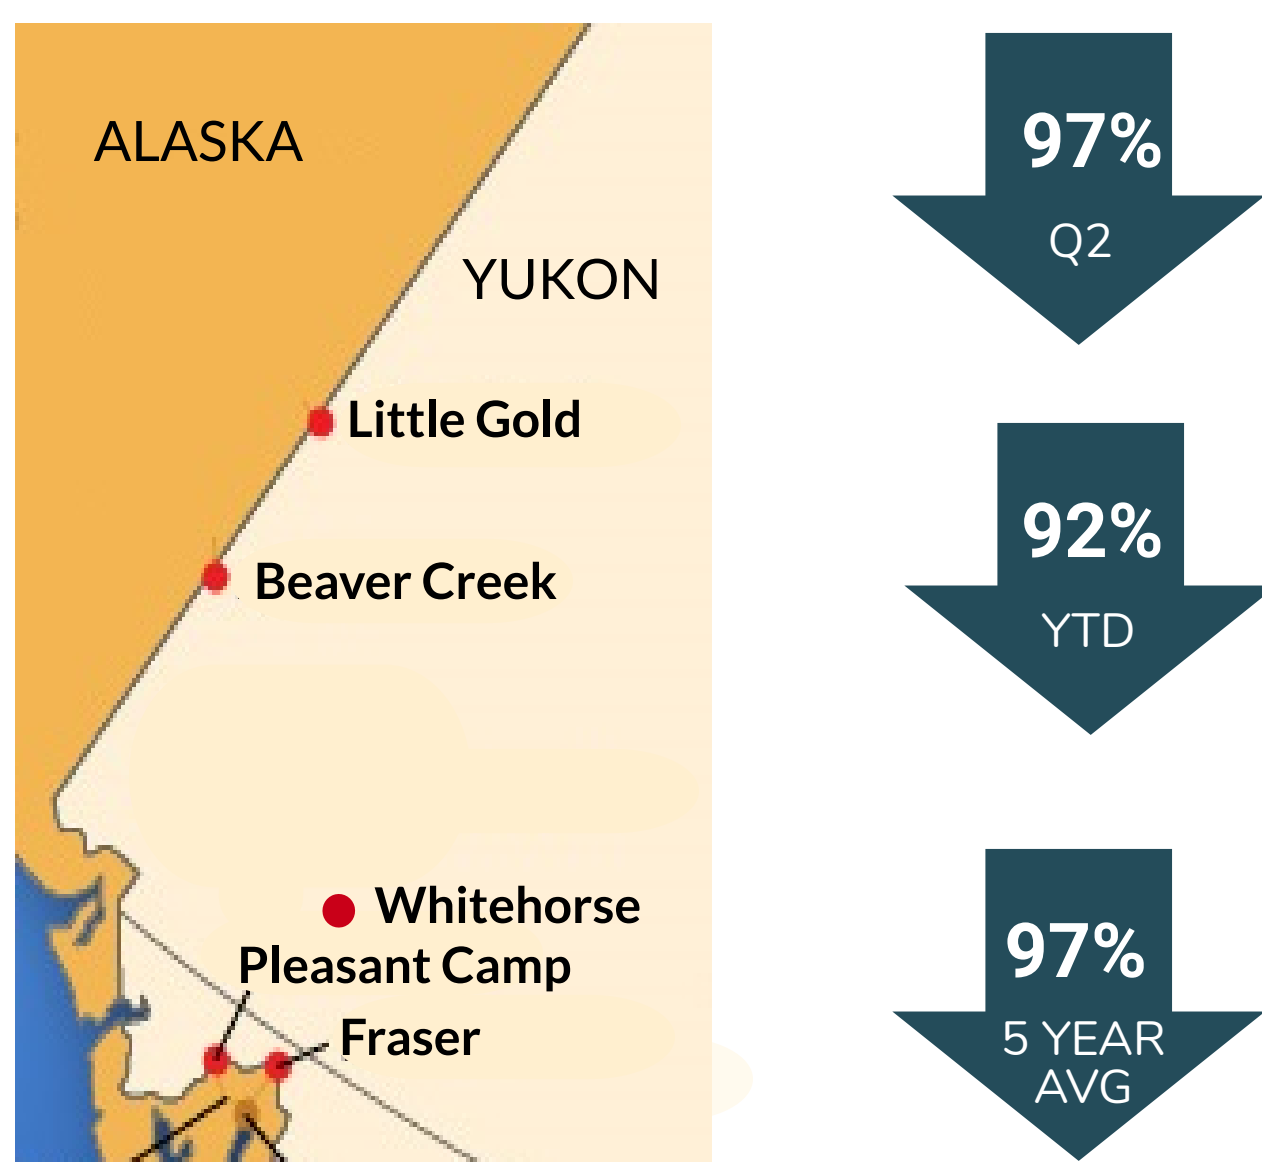 ALASKA
YUKON
Little Gold
Beaver Creek
Whitehorse
Pleasant Camp
Fraser
97%
Q2
92%
YTD
97%
5 YEAR
AVG